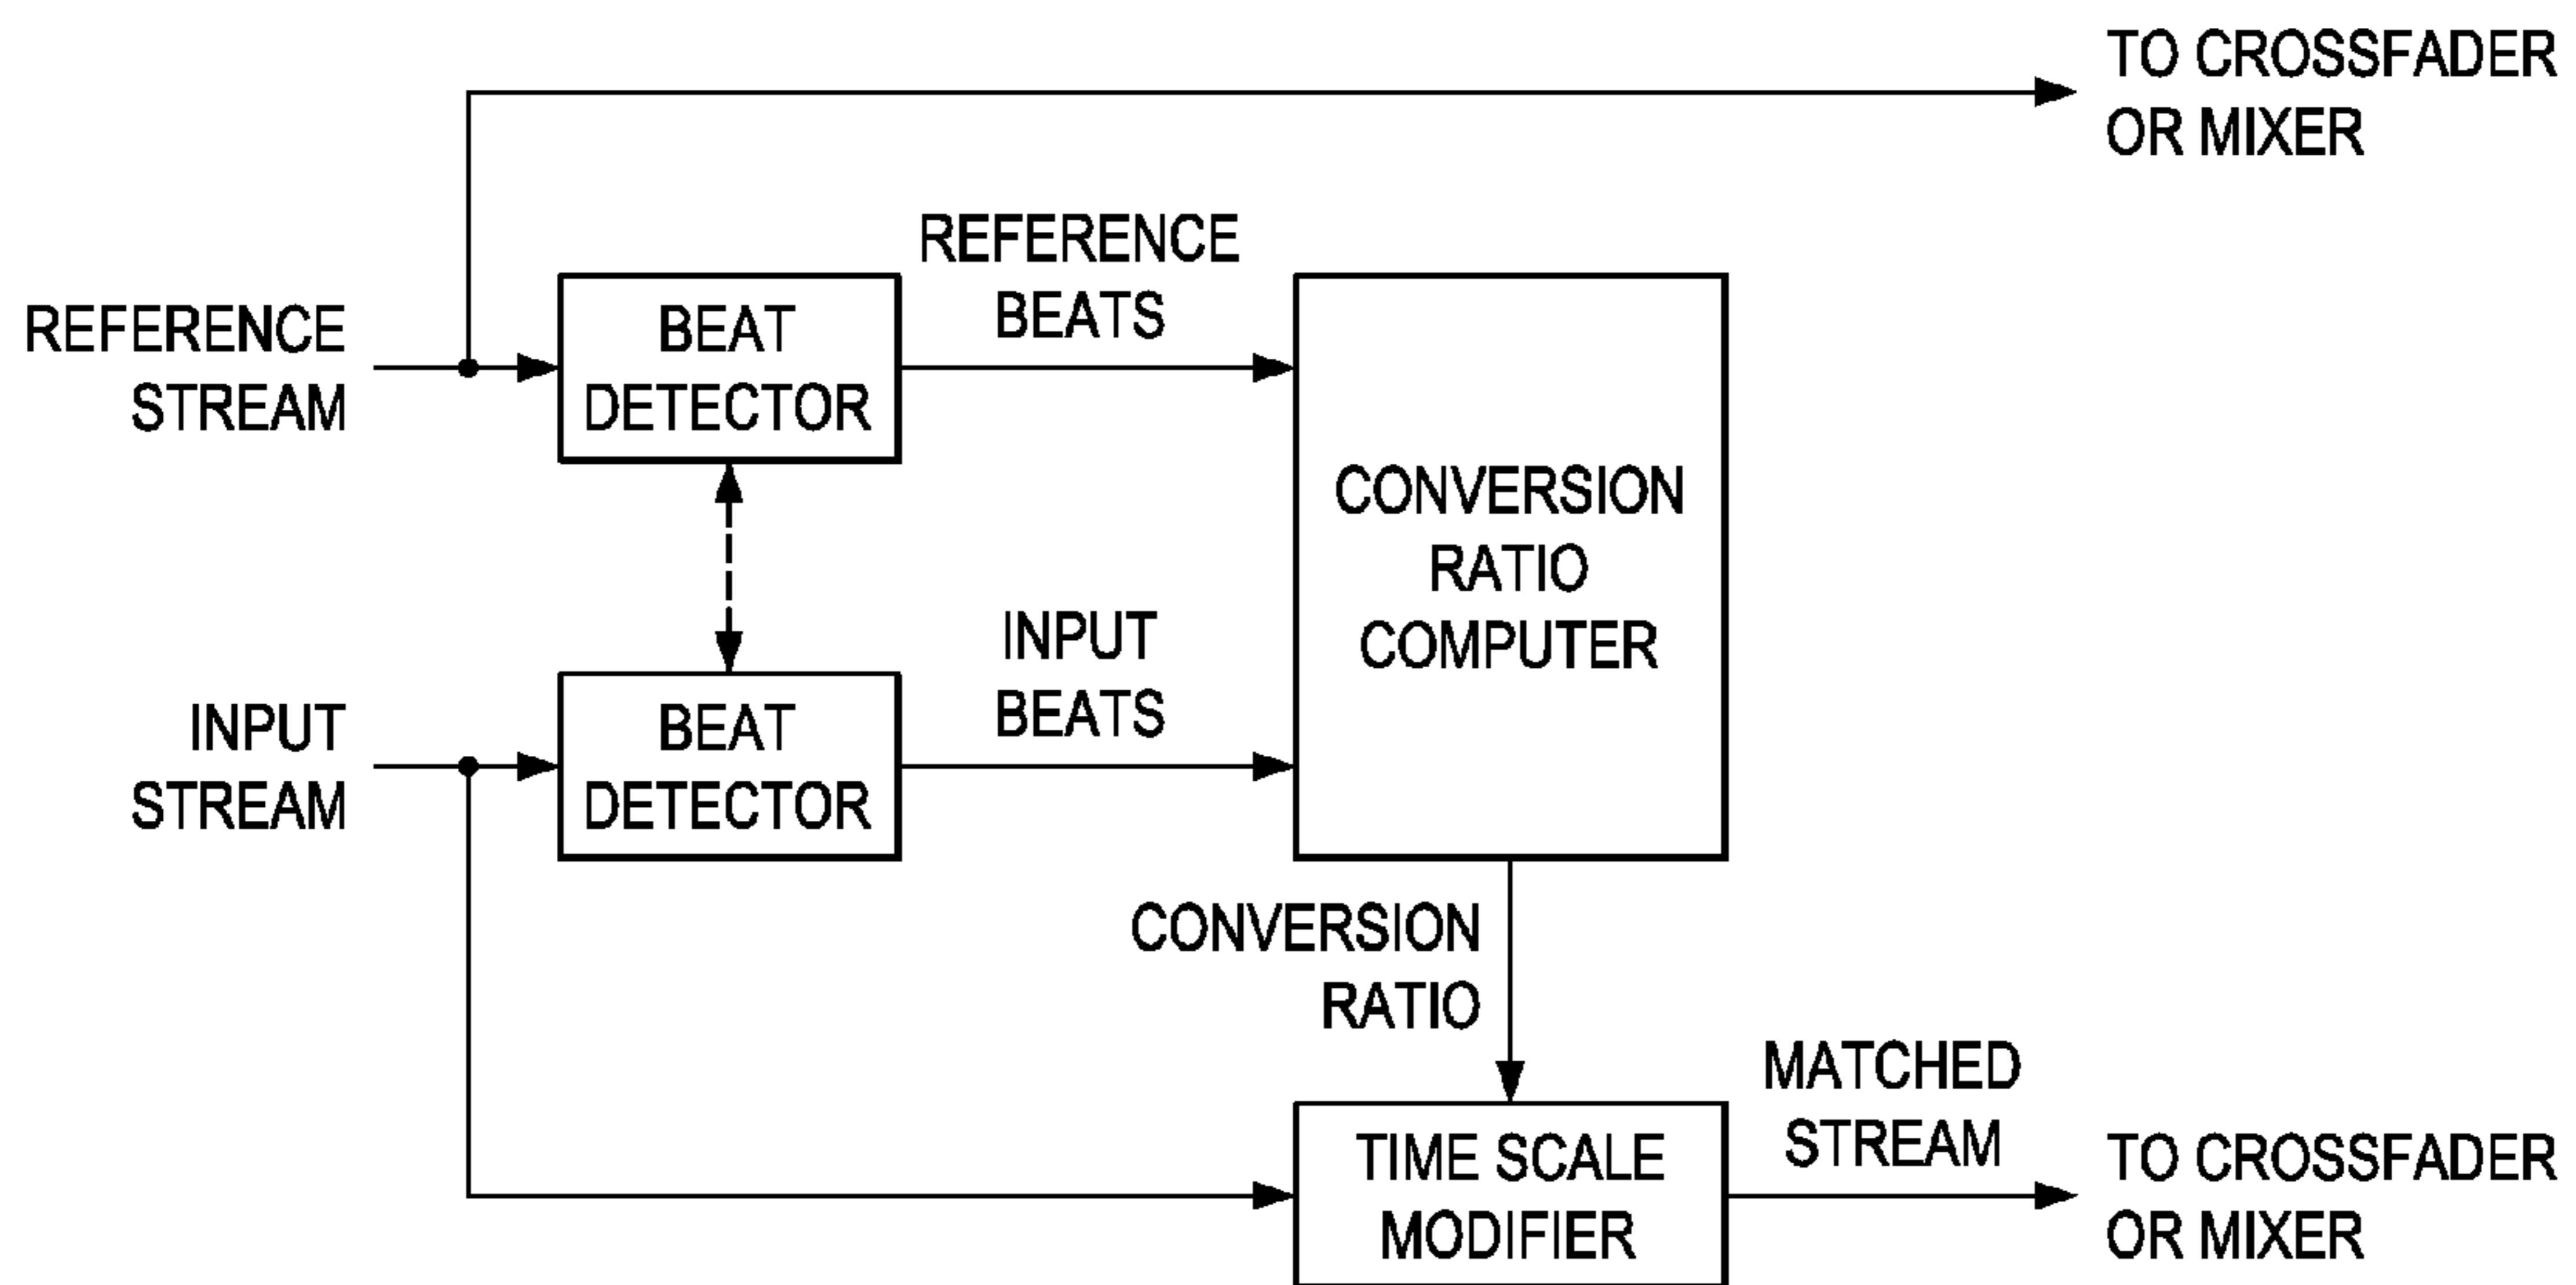 TO CROSSFADER
OR MIXER
REFERENCE
BEATS
REFERENCE
STREAM
BEAT
DETECTOR
CONVERSION
RATIO
COMPUTER
INPUT
BEATS
INPUT
STREAM
BEAT
DETECTOR
CONVERSION
RATIO
MATCHED
STREAM
TIME SCALE
MODIFIER
TO CROSSFADER
OR MIXER